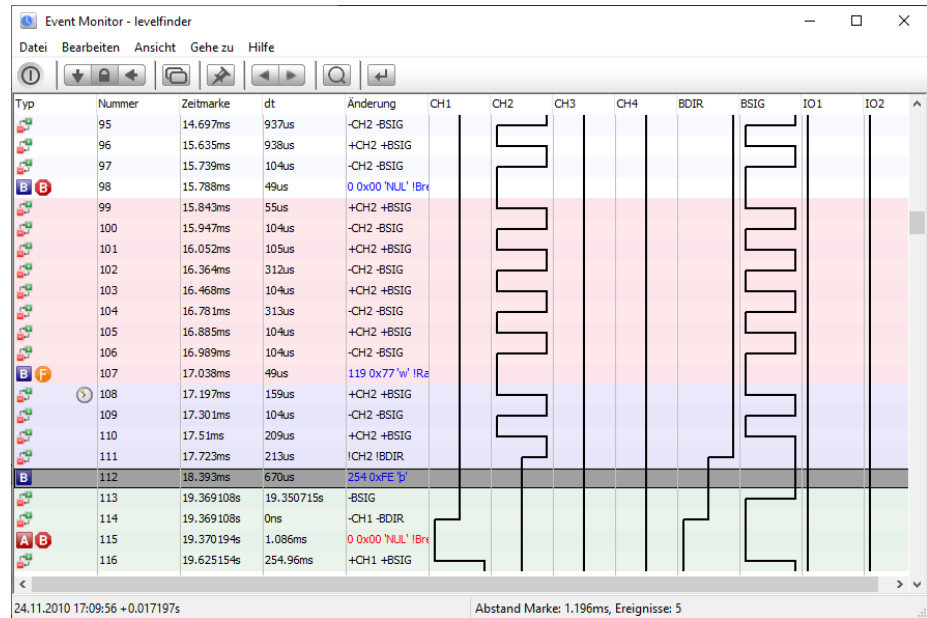 Event Monitor - levelfinder
Datei Bearbeiten Ansicht Gehe zu Hilfe
Typ Nummer Zeitmarke dt Änderung CH1 CH2 CH3 CH4 BDIR BSIG IO1 IO2
95 14.697ms 937us -CH2 -BSIG
96 15.635ms 938us +CH2 +BSIG
97 15.739ms 104us -CH2 -BSIG
B B 98 15.788ms 49us 0 0x00 'NUL' !Bre
99 15.843ms 55us +CH2 +BSIG
100 15.947ms 104us -CH2 -BSIG
101 16.052ms 105us +CH2 +BSIG
102 16.364ms 312us -CH2 -BSIG
103 16.468ms 104us +CH2 +BSIG
104 16.781ms 313us -CH2 -BSIG
105 16.885ms 104us +CH2 +BSIG
106 16.989ms 104us -CH2 -BSIG
B F 107 17.038ms 49us 119 0x77 'w' !Ra
108 17.197ms 159us +CH2 +BSIG
109 17.301ms 104us -CH2 -BSIG
110 17.51ms 209us +CH2 +BSIG
111 17.723ms 213us !CH2 !BDIR
B 112 18.393ms 670us 254 0xFE 'þ'
113 19.369108s 19.350715s -BSIG
114 19.369108s 0ns -CH1 -BDIR
A B 115 19.370194s 1.086ms 0 0x00 'NUL' !Bre
116 19.625154s 254.96ms +CH1 +BSIG
24.11.2010 17:09:56 +0.017197s Abstand Marke: 1.196ms, Ereignisse: 5